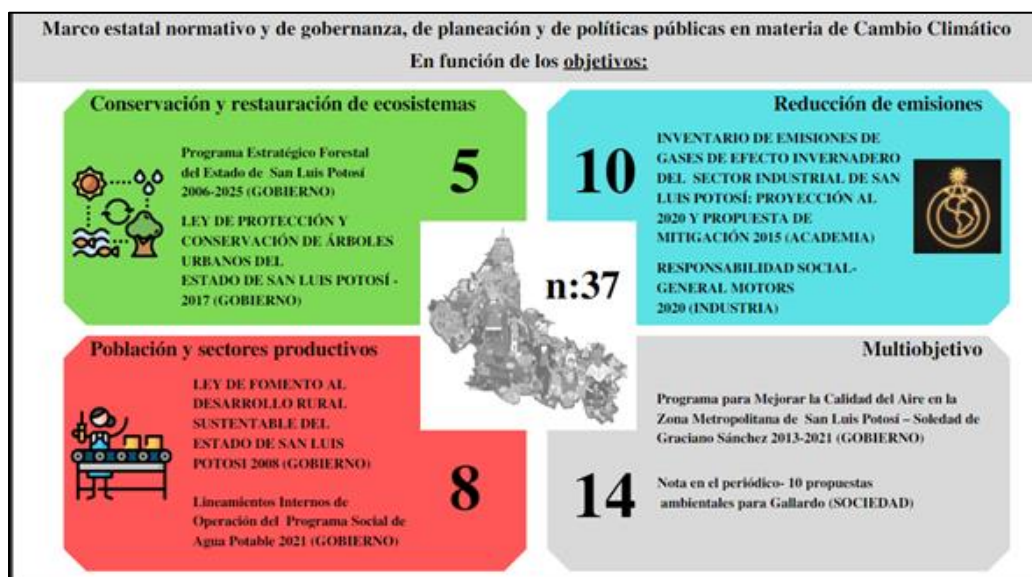 Marco estatal normativo y de gobernanza, de planeación y de políticas públicas en materia de Cambio Climático
En función de los objetivos:
Conservación y restauración de ecosistemas
Programa Estratégico Forestal
del Estado de San Luis Potosí
2006-2025 (GOBIERNO)
LEY DE PROTECCIÓN Y
CONSERVACIÓN DE ÁRBOLES
URBANOS DEL
ESTADO DE SAN LUIS POTOSÍ -
2017 (GOBIERNO)
5
Reducción de emisiones
10
INVENTARIO DE EMISIONES DE
GASES DE EFECTO INVERNADERO
DEL SECTOR INDUSTRIAL DE SAN
LUIS POTOSÍ: PROYECCIÓN AL
2020 Y PROPUESTA DE
MITIGACIÓN 2015 (ACADEMIA)
RESPONSABILIDAD SOCIAL-
GENERAL MOTORS
2020 (INDUSTRIA)
n:37
Población y sectores productivos
LEY DE FOMENTO AL
DESARROLLO RURAL
SUSTENTABLE DEL
ESTADO DE SAN LUIS
POTOSI 2008 (GOBIERNO)
Lineamientos Internos de
Operación del Programa Social de
Agua Potable 2021 (GOBIERNO)
8
Multiobjetivo
Programa para Mejorar la Calidad del Aire en la
Zona Metropolitana de San Luis Potosí – Soledad de
Graciano Sánchez 2013-2021 (GOBIERNO)
14
Nota en el periódico- 10 propuestas
ambientales para Gallardo (SOCIEDAD)